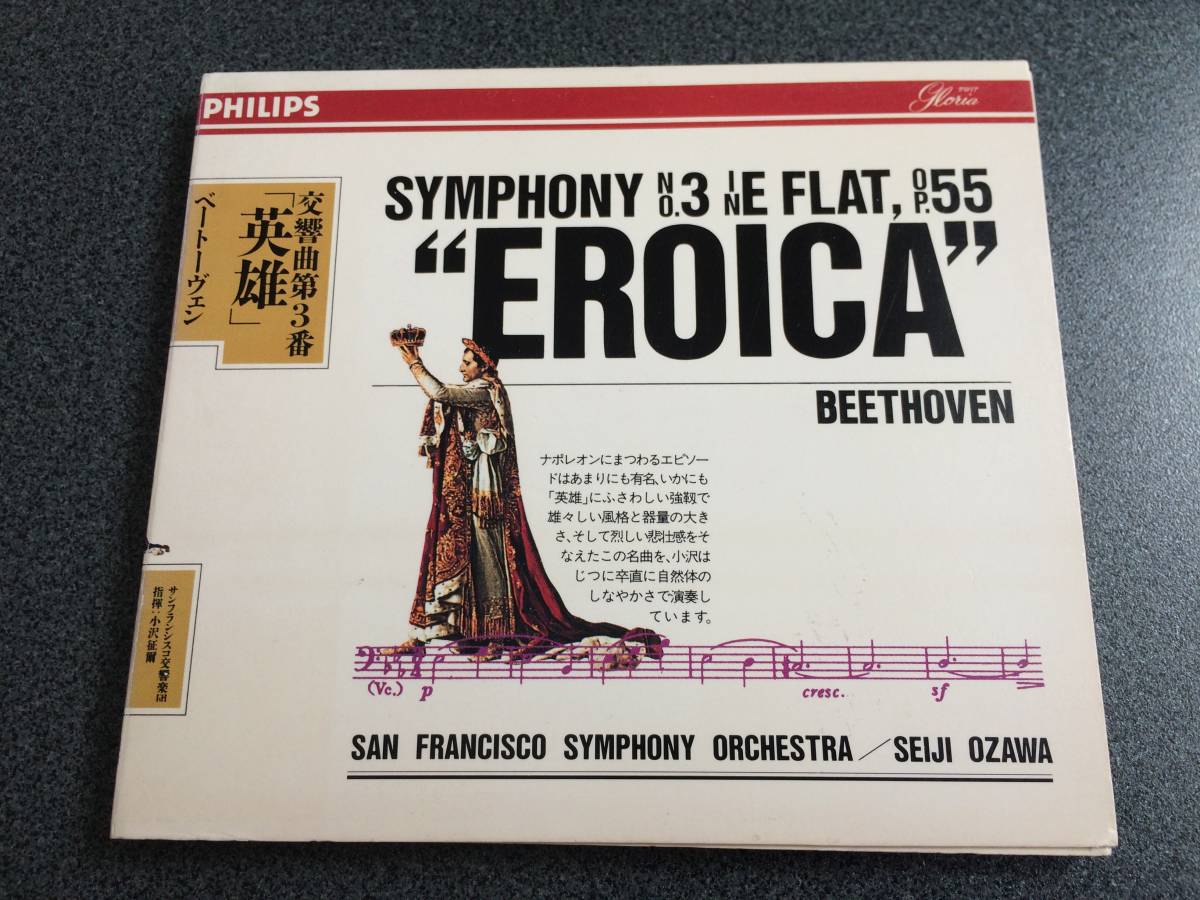 PHILIPS
グロリア
Gloria
SYMPHONY NO.3 IN E FLAT, OP.55
“EROICA”
BEETHOVEN
交響曲第3番
「英雄」
ベートーヴェン
ナポレオンにまつわるエピソー
ドはあまりにも有名、いかにも
「英雄」にふさわしい強靱で
雄々しい風格と器量の大き
さ、そして烈しい悲壮感をそ
なえたこの名曲を、小沢は
じつに卒直に自然体の
しなやかさで演奏し
ています。
サンフランシスコ交響楽団
指揮:小沢征爾
(Vc.) p cresc. sf
SAN FRANCISCO SYMPHONY ORCHESTRA／SEIJI OZAWA